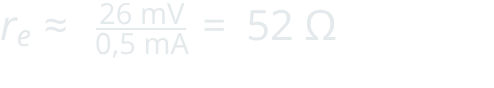 rₑ ≈ 26 mV / 0,5 mA = 52 Ω